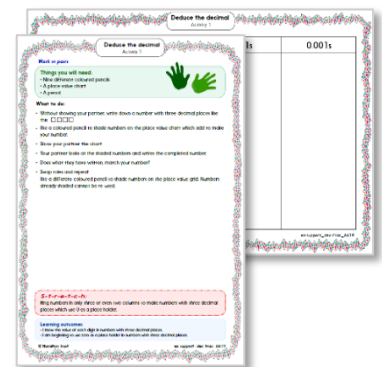 Deduce the decimal
Activity 1
0.001s
Deduce the decimal
Activity 1
Work in pairs
Things you will need:
- Nine different coloured pencils
- A place value chart
- A pencil
What to do:
- Without showing your partner, write down a number with three decimal places like
this □.□□□
- Use a coloured pencil to shade numbers on the place value chart which add to make
your number.
- Show your partner the chart.
- Your partner looks at the shaded numbers and writes the completed number.
- Does what they have written, match your number?
- Swap roles and repeat
Use a different coloured pencil to shade numbers on the place value grid. Numbers
already shaded cannot be re used.
S-t-r-e-t-c-h:
numbers in only three or even two columns to make numbers with three decimal
places which use 0 as a place holder.
Learning outcomes
- I know the value of each digit in numbers with three decimal places.
- I am beginning to use zero as a place holder in numbers with three decimal places.
© Hamilton Trust